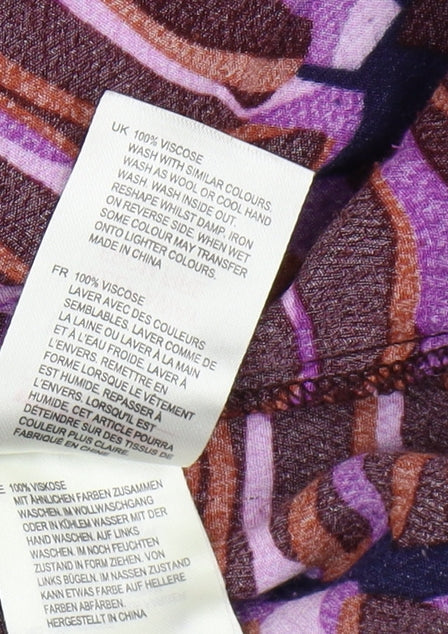 UK 100% VISCOSE
WASH WITH SIMILAR COLOURS.
WASH AS WOOL OR COOL HAND
WASH. WASH INSIDE OUT.
RESHAPE WHILST DAMP. IRON
ON REVERSE SIDE. WHEN WET
SOME COLOUR MAY TRANSFER
ONTO LIGHTER COLOURS.
MADE IN CHINA
FR 100% VISCOSE
LAVER AVEC DES COULEURS
SEMBLABLES. LAVER COMME DE
LA LAINE OU LAVER À LA MAIN
ET À L'EAU FROIDE. LAVER À
L'ENVERS. REMETTRE EN
FORME LORSQUE LE VÊTEMENT
EST HUMIDE. REPASSER À
L'ENVERS. LORSQU'IL EST
HUMIDE, CET ARTICLE POURRA
DÉTEINDRE SUR DES TISSUS DE
COULEUR PLUS CLAIRE.
FABRIQUÉ EN CHINE
E 100% VISKOSE
MIT ÄHNLICHEN FARBEN ZUSAMMEN
WASCHEN. IM WOLLWASCHGANG
ODER IN KÜHLEM WASSER MIT DER
HAND WASCHEN. AUF LINKS
WASCHEN. IM NOCH FEUCHTEN
ZUSTAND IN FORM ZIEHEN. VON
LINKS BÜGELN. IM NASSEN ZUSTAND
KANN ETWAS FARBE AUF HELLERE
FARBEN ABFÄRBEN.
HERGESTELLT IN CHINA